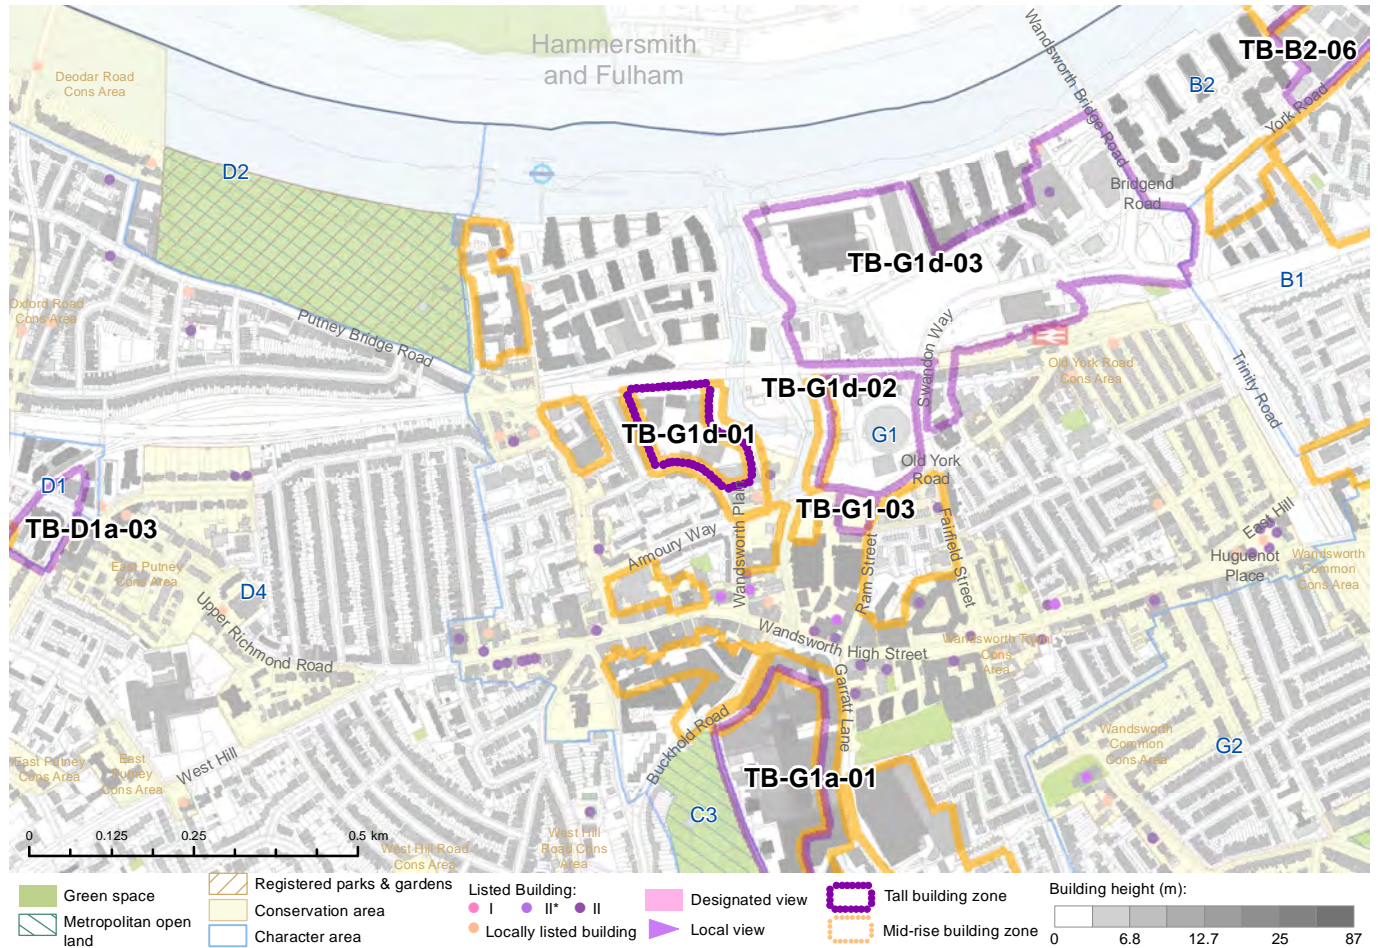 Hammersmith
and Fulham
Wandsworth Bridge Road
TB-B2-06
B2
York Road
Deodar Road
Cons Area
D2
Bridgend
Road
TB-G1d-03
B1
Oxford Road
Cons Area
Putney Bridge Road
Swandon Way
Old York Road
Cons Area
Trinity Road
TB-G1d-02
TB-G1d-01
G1
Old York
Road
D1
TB-D1a-03
TB-G1-03
Wandsworth Plain
Armoury Way
Ram Street
Fairfield Street
East Hill
Huguenot
Place
Wandsworth
Common
Cons Area
East Putney
Cons Area
D4
Upper Richmond Road
Wandsworth High Street
Wandsworth Town
Cons
Area
Garratt Lane
Buckhold Road
West Hill
East Putney
Cons Area
East
Putney
Cons Area
Wandsworth
Common
Cons Area
G2
TB-G1a-01
C3
West Hill
Road Cons
Area
West Hill Road
Cons Area
0 0.125 0.25 0.5 km
Green space
Metropolitan open
land
Registered parks & gardens
Conservation area
Character area
Listed Building:
I II* II
Locally listed building
Designated view
Local view
Tall building zone
Mid-rise building zone
Building height (m):
0 6.8 12.7 25 87